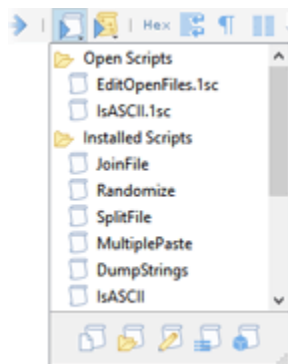 Hex
Open Scripts
EditOpenFiles.1sc
IsASCII.1sc
Installed Scripts
JoinFile
Randomize
SplitFile
MultiplePaste
DumpStrings
IsASCII